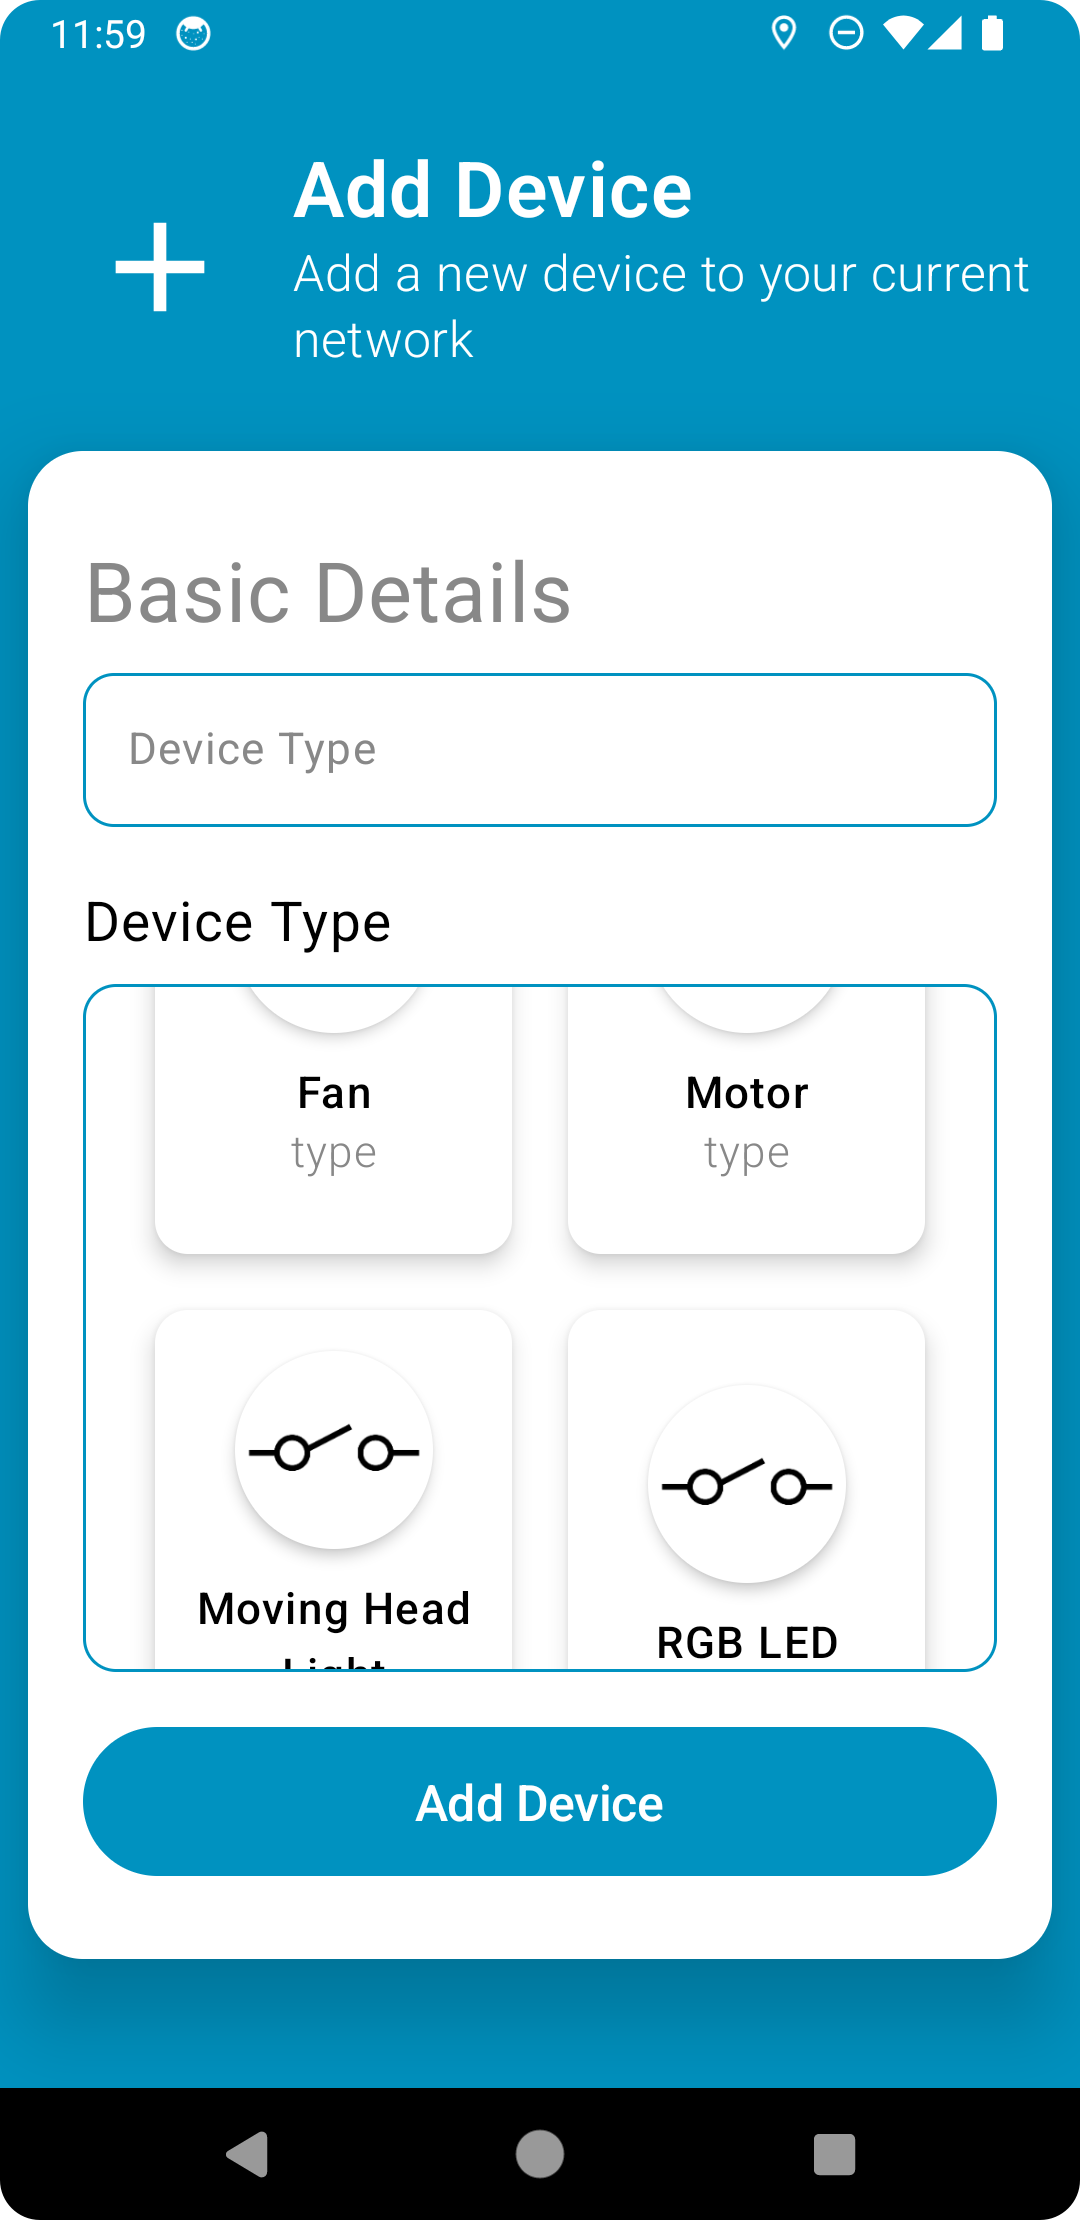 11:59
Add Device
Add a new device to your current
network
Basic Details
Device Type
Device Type
Fan
type
Motor
type
Moving Head
Light
RGB LED
Add Device